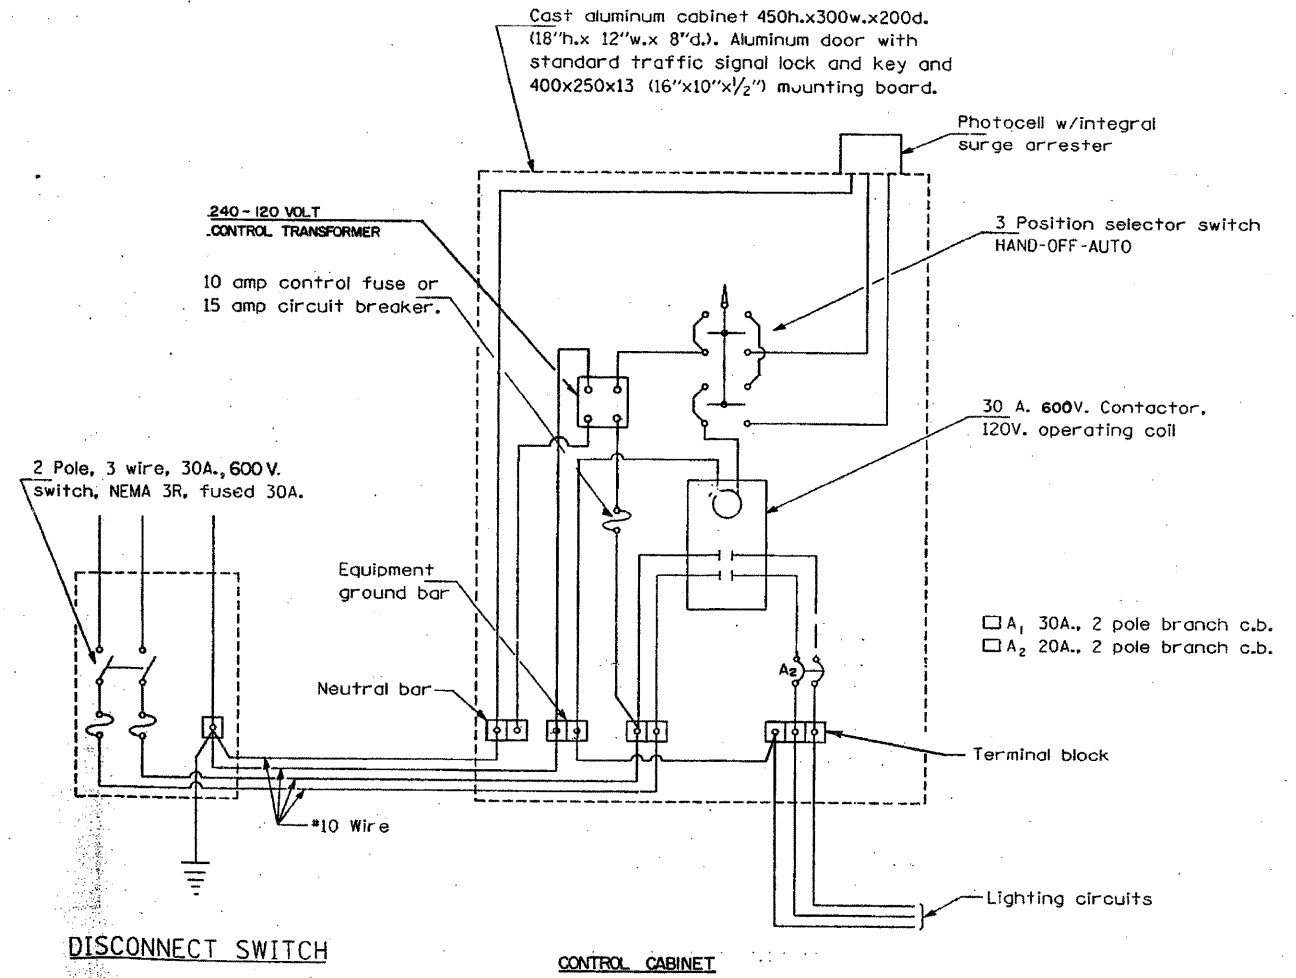 Cast aluminum cabinet 450h.x300w.x200d.
(18"h.x 12"w.x 8"d.). Aluminum door with
standard traffic signal lock and key and
400x250x13 (16"x10"x1/2") mounting board.
Photocell w/integral
surge arrester
240-120 VOLT
CONTROL TRANSFORMER
3 Position selector switch
HAND-OFF-AUTO
10 amp control fuse or
15 amp circuit breaker.
30 A. 600V. Contactor,
120V. operating coil
2 Pole, 3 wire, 30A., 600V.
switch, NEMA 3R, fused 30A.
Equipment
ground bar
A1 30A., 2 pole branch c.b.
A2 20A., 2 pole branch c.b.
A2
Neutral bar
Terminal block
#10 Wire
Lighting circuits
DISCONNECT SWITCH
CONTROL CABINET